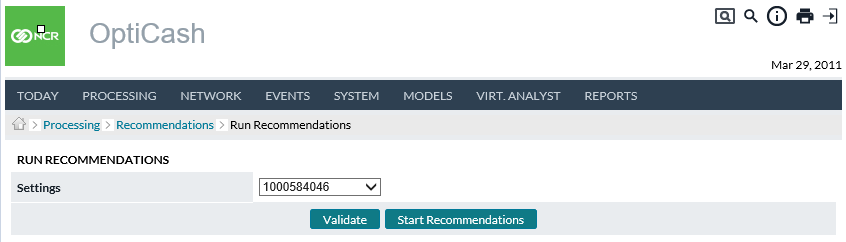 NCR
OptiCash
Mar 29, 2011
TODAY PROCESSING NETWORK EVENTS SYSTEM MODELS VIRT. ANALYST REPORTS
Processing Recommendations Run Recommendations
RUN RECOMMENDATIONS
Settings 1000584046
Validate Start Recommendations